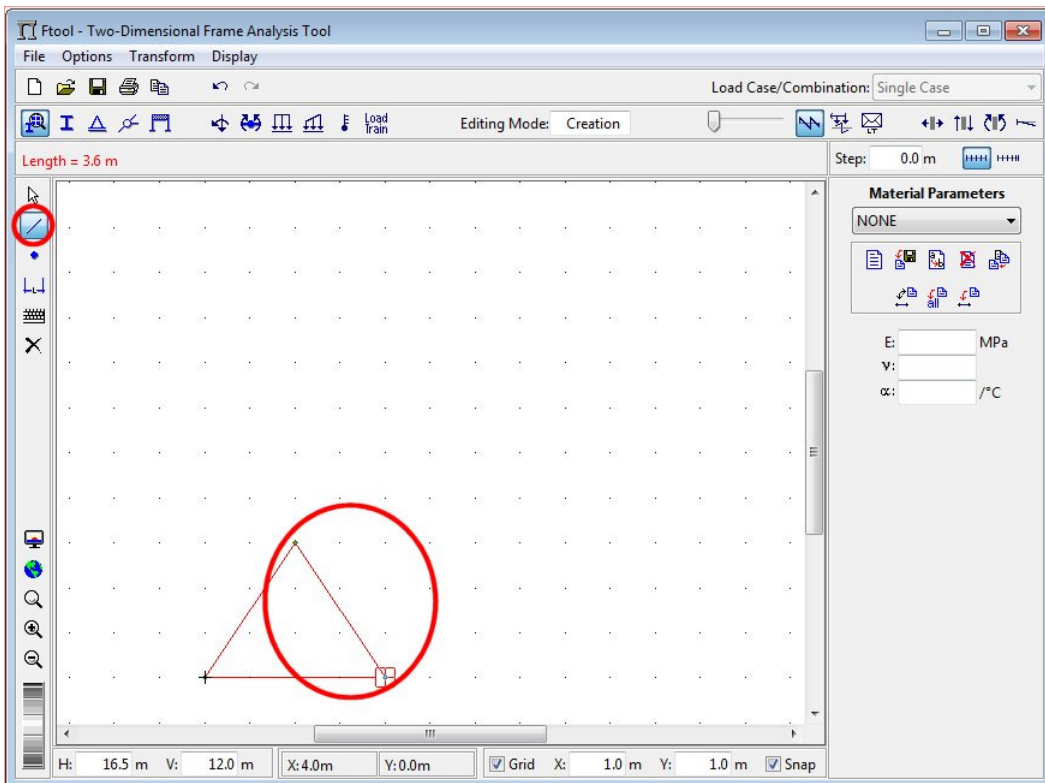 Ftool - Two-Dimensional Frame Analysis Tool
File Options Transform Display
Load Case/Combination: Single Case
Load Train
Editing Mode: Creation
LT
Length = 3.6 m
Step: 0.0 m
Material Parameters
NONE
all
E: MPa
ν:
α: /°C
L
H: 16.5 m V: 12.0 m X: 4.0m Y: 0.0m Grid X: 1.0 m Y: 1.0 m Snap